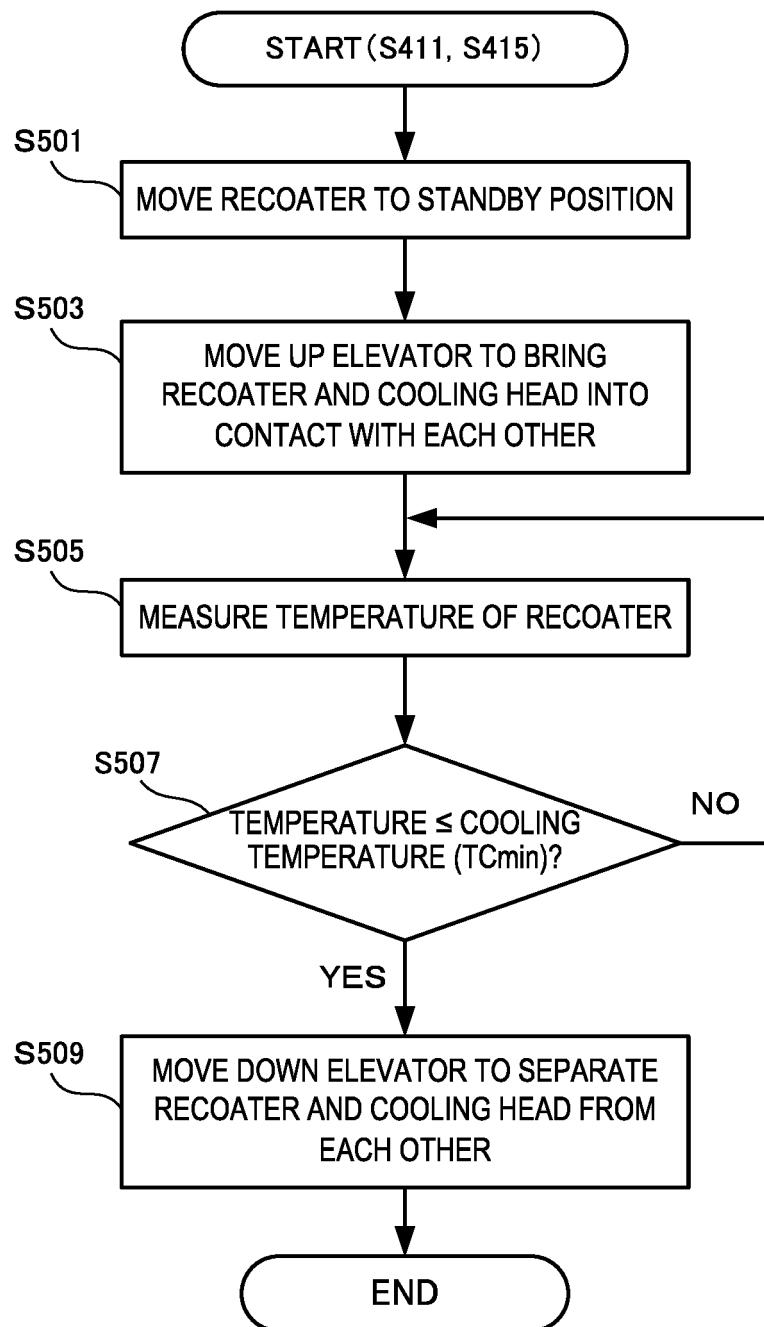 START(S411, S415)
S501
MOVE RECOATER TO STANDBY POSITION
S503
MOVE UP ELEVATOR TO BRING
RECOATER AND COOLING HEAD INTO
CONTACT WITH EACH OTHER
S505
MEASURE TEMPERATURE OF RECOATER
S507
TEMPERATURE ≤ COOLING
TEMPERATURE (TCmin)?
NO
YES
S509
MOVE DOWN ELEVATOR TO SEPARATE
RECOATER AND COOLING HEAD FROM
EACH OTHER
END